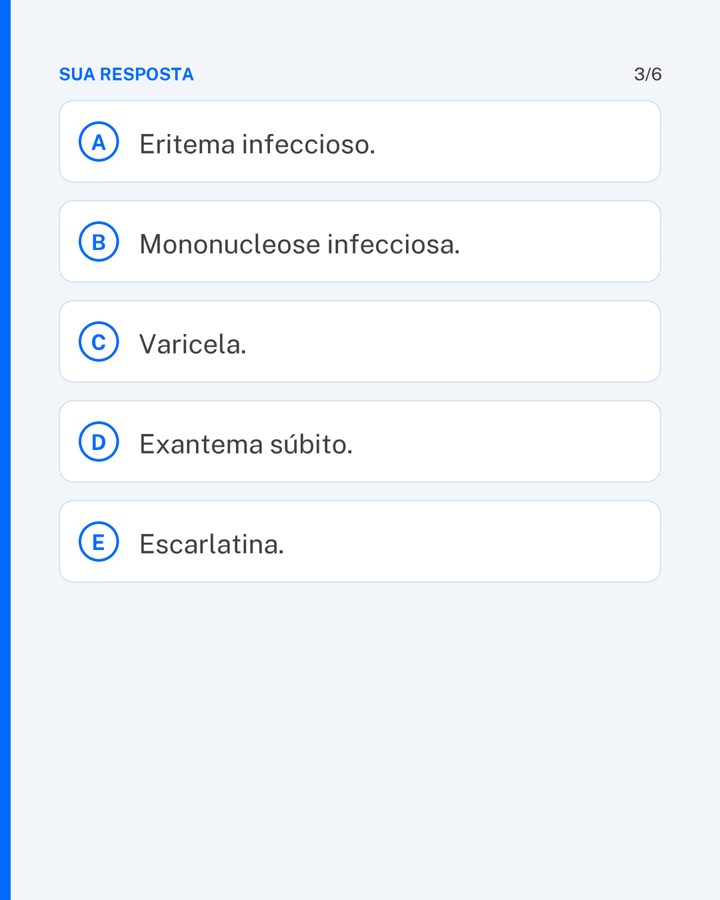 SUA RESPOSTA 3/6
A Eritema infeccioso.
B Mononucleose infecciosa.
C Varicela.
D Exantema súbito.
E Escarlatina.